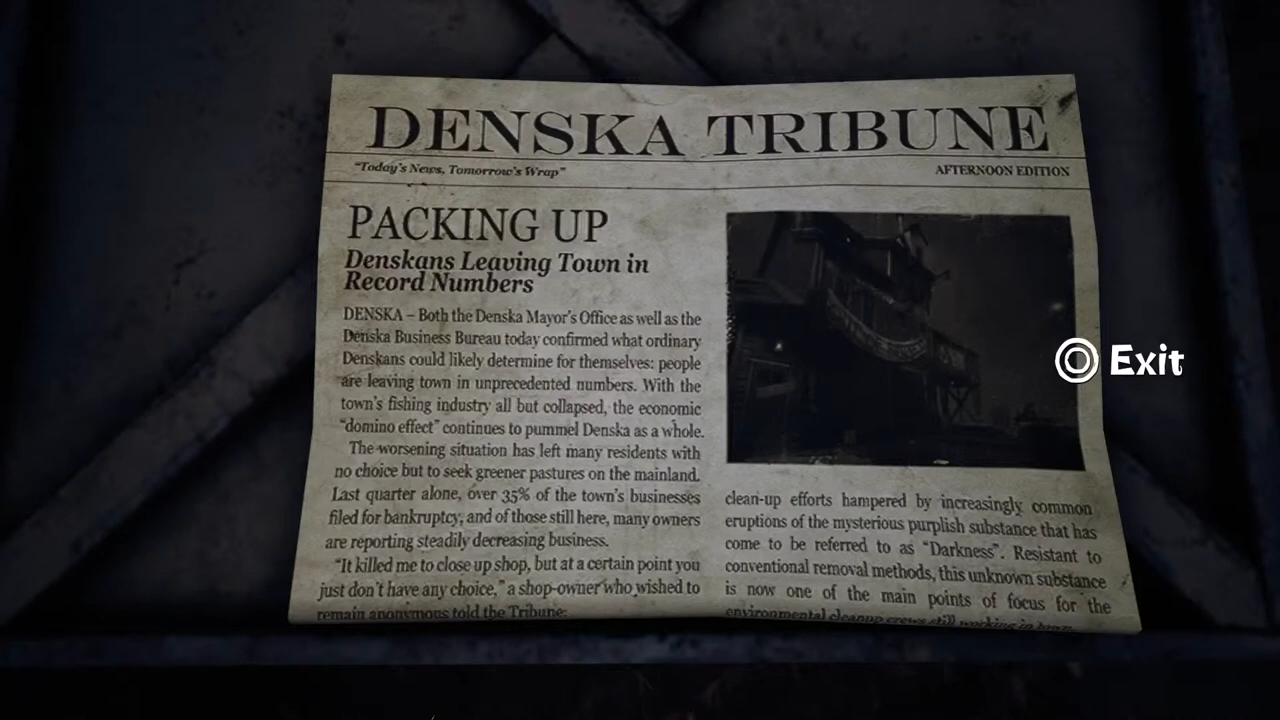 DENSKA TRIBUNE
"Today's News, Tomorrow's Wrap"
AFTERNOON EDITION
PACKING UP
Denskans Leaving Town in
Record Numbers
DENSKA – Both the Denska Mayor's Office as well as the
Denska Business Bureau today confirmed what ordinary
Denskans could likely determine for themselves: people
are leaving town in unprecedented numbers. With the
town's fishing industry all but collapsed, the economic
"domino effect" continues to pummel Denska as a whole.
The worsening situation has left many residents with
no choice but to seek greener pastures on the mainland.
Last quarter alone, over 35% of the town's businesses
filed for bankruptcy, and of those still here, many owners
are reporting steadily decreasing business.
"It killed me to close up shop, but at a certain point you
just don't have any choice," a shop-owner who wished to
remain anonymous told the Tribune:
clean-up efforts hampered by increasingly common
eruptions of the mysterious purplish substance that has
come to be referred to as "Darkness". Resistant to
conventional removal methods, this unknown substance
is now one of the main points of focus for the
environmental cleanup crews still working in town.
Exit